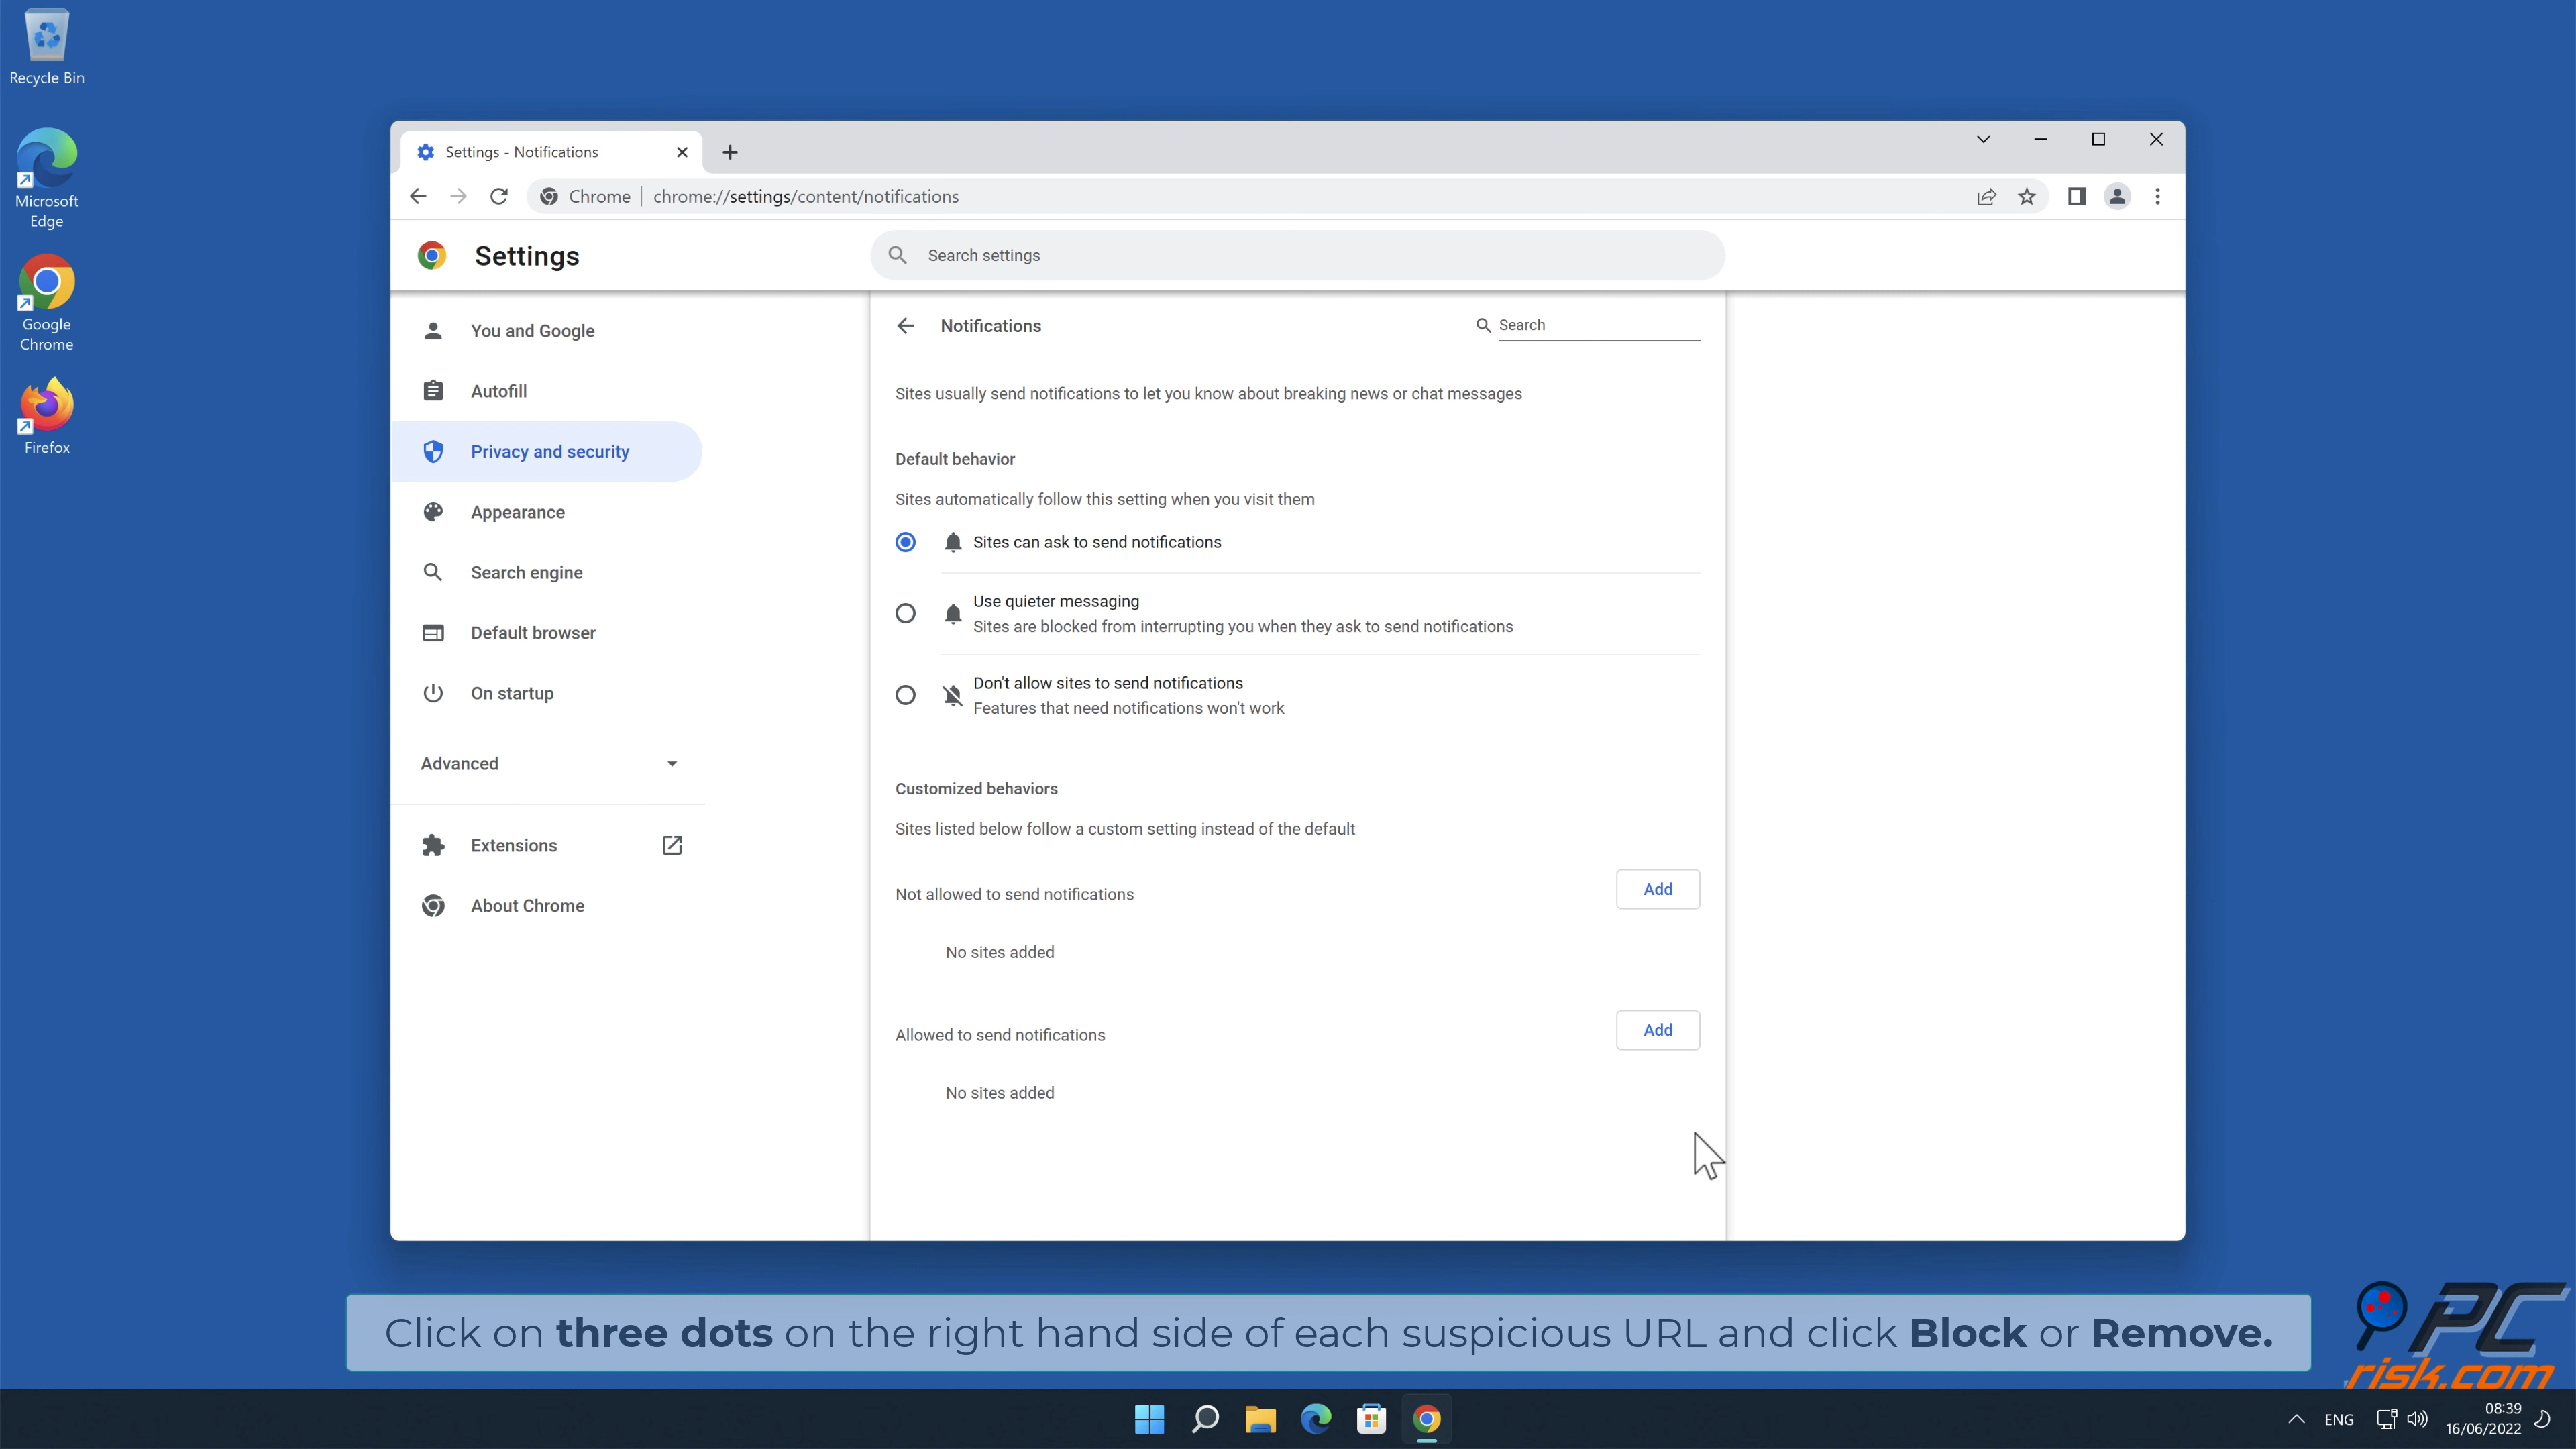 Recycle Bin
Microsoft
Edge
Google
Chrome
Firefox
Settings - Notifications
Chrome | chrome://settings/content/notifications
Settings
Search settings
You and Google
Autofill
Privacy and security
Appearance
Search engine
Default browser
On startup
Advanced
Extensions
About Chrome
Notifications
Search
Sites usually send notifications to let you know about breaking news or chat messages
Default behavior
Sites automatically follow this setting when you visit them
Sites can ask to send notifications
Use quieter messaging
Sites are blocked from interrupting you when they ask to send notifications
Don't allow sites to send notifications
Features that need notifications won't work
Customized behaviors
Sites listed below follow a custom setting instead of the default
Not allowed to send notifications
Add
No sites added
Allowed to send notifications
Add
No sites added
Click on three dots on the right hand side of each suspicious URL and click Block or Remove.
PC
risk.com
ENG
08:39
16/06/2022